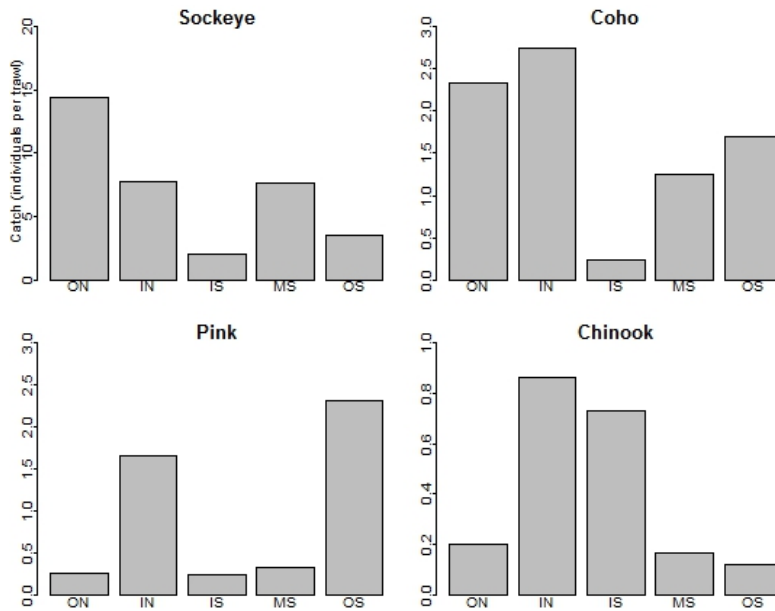 Sockeye
Catch (individuals per trawl)
20
15
10
5
0
ON IN IS MS OS
Coho
3.0
2.5
2.0
1.5
1.0
0.5
0.0
ON IN IS MS OS
Pink
3.0
2.5
2.0
1.5
1.0
0.5
0.0
ON IN IS MS OS
Chinook
1.0
0.8
0.6
0.4
0.2
0.0
ON IN IS MS OS